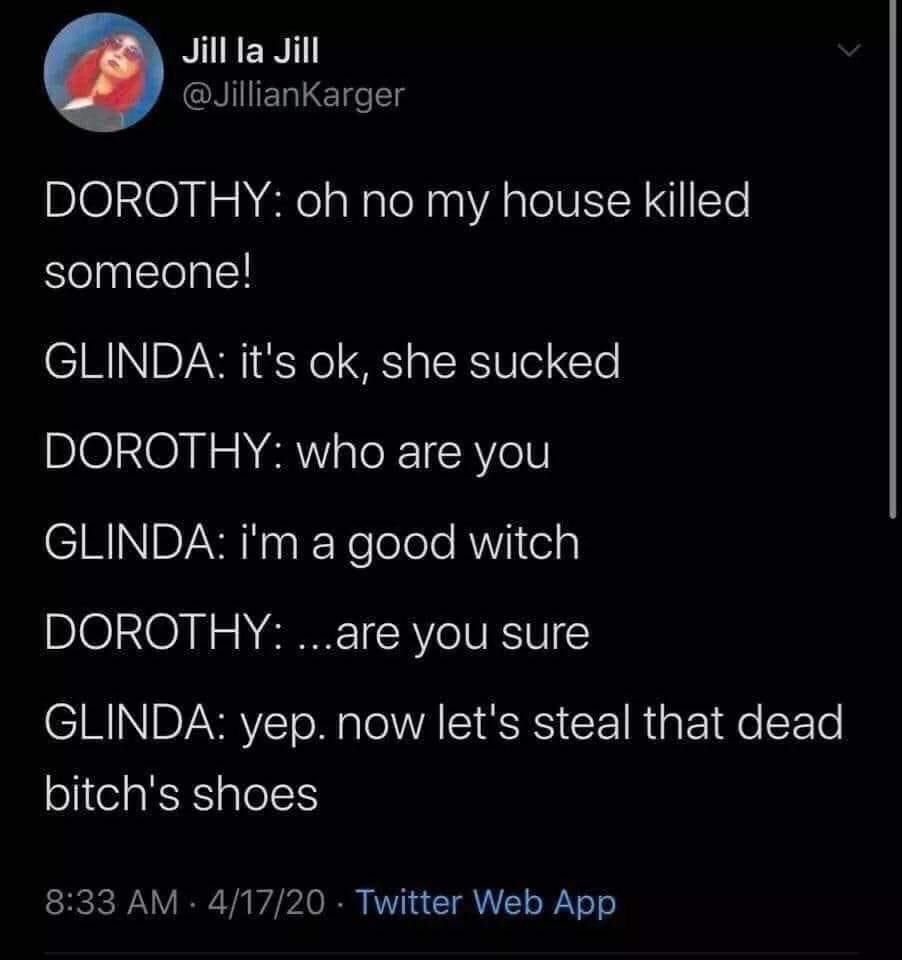 Jill la Jill
@JillianKarger
DOROTHY: oh no my house killed
someone!
GLINDA: it's ok, she sucked
DOROTHY: who are you
GLINDA: i'm a good witch
DOROTHY: ...are you sure
GLINDA: yep. now let's steal that dead
bitch's shoes
8:33 AM · 4/17/20 · Twitter Web App